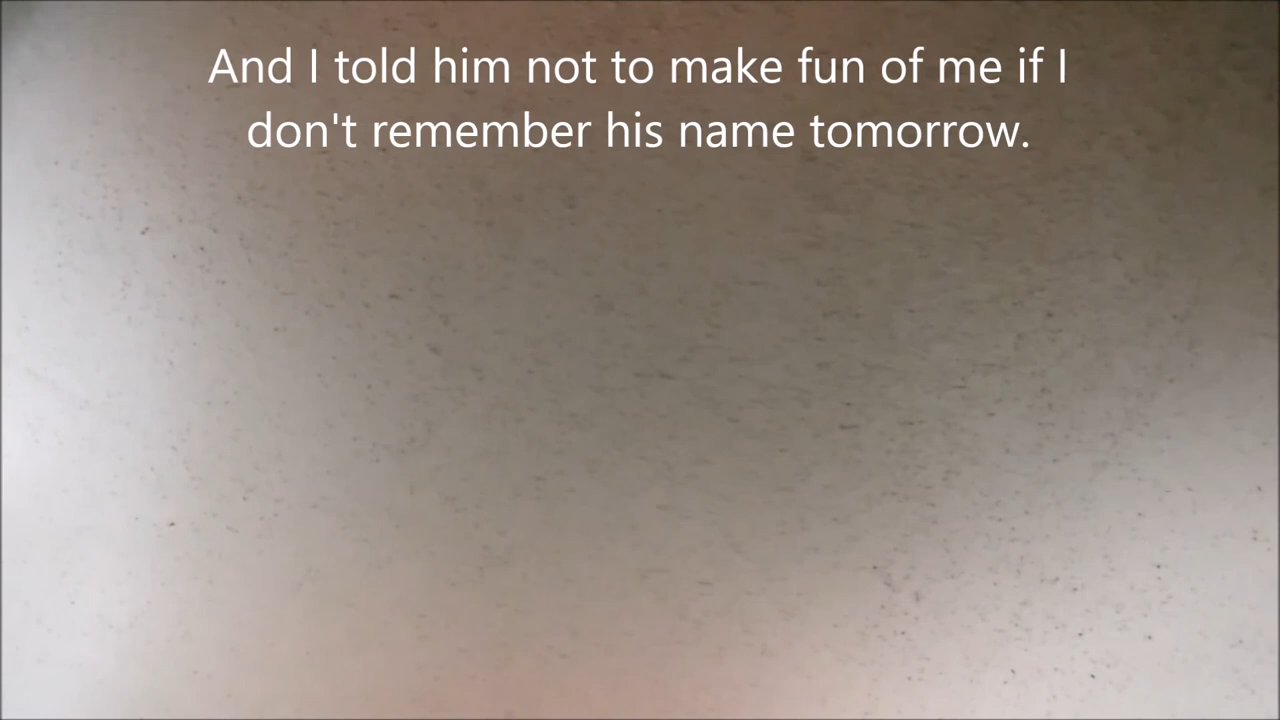 And I told him not to make fun of me if I
don't remember his name tomorrow.